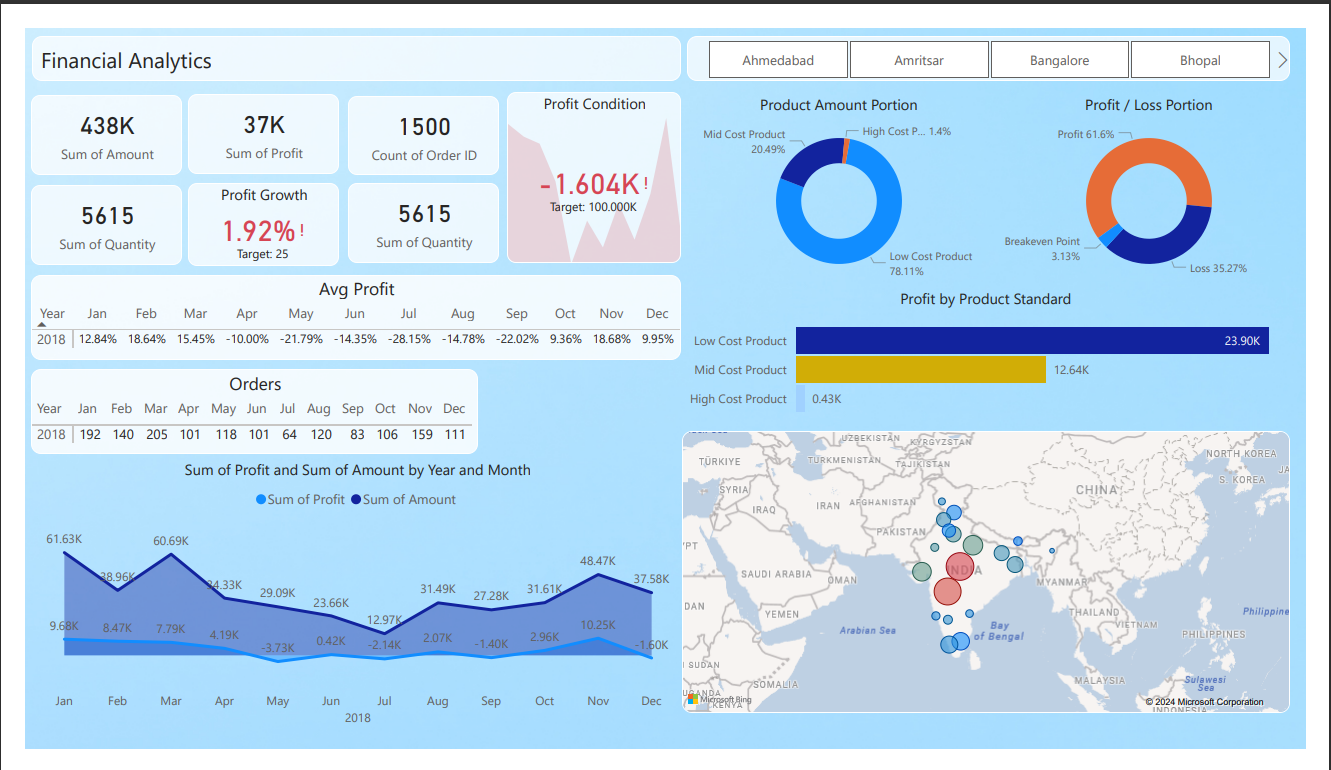 Financial Analytics
Ahmedabad
Amritsar
Bangalore
Bhopal
438K
Sum of Amount
37K
Sum of Profit
1500
Count of Order ID
Profit Condition
-1.604K!
Target: 100.000K
5615
Sum of Quantity
Profit Growth
1.92%!
Target: 25
5615
Sum of Quantity
Product Amount Portion
Mid Cost Product
20.49%
High Cost P... 1.4%
Low Cost Product
78.11%
Profit / Loss Portion
Profit 61.6%
Breakeven Point
3.13%
Loss 35.27%
Avg Profit
Year Jan Feb Mar Apr May Jun Jul Aug Sep Oct Nov Dec
2018 12.84% 18.64% 15.45% -10.00% -21.79% -14.35% -28.15% -14.78% -22.02% 9.36% 18.68% 9.95%
Profit by Product Standard
Low Cost Product 23.90K
Mid Cost Product 12.64K
High Cost Product 0.43K
Orders
Year Jan Feb Mar Apr May Jun Jul Aug Sep Oct Nov Dec
2018 192 140 205 101 118 101 64 120 83 106 159 111
Sum of Profit and Sum of Amount by Year and Month
Sum of Profit Sum of Amount
61.63K 38.96K 60.69K 34.33K 29.09K 23.66K 12.97K 31.49K 27.28K 31.61K 48.47K 37.58K
9.68K 8.47K 7.79K 4.19K -3.73K 0.42K -2.14K 2.07K -1.40K 2.96K 10.25K -1.60K
Jan Feb Mar Apr May Jun Jul Aug Sep Oct Nov Dec
2018
UZBEKISTAN
KYRGYZSTAN
NORTH KOREA
TÜRKIYE
TURKMENISTAN
TAJIKISTAN
S. KOREA
JA
SYRIA
CHINA
IRAQ
IRAN
AFGHANISTAN
PAKISTAN
YPT
SAUDI ARABIA
OMAN
INDIA
MYANMAR
DAN
YEMEN
THAILAND
Philippine
Arabian Sea
Bay
of Bengal
VIETNAM
PHILIPPINES
SUDAN
SOMALIA
MALAYSIA
Sulawesi
Sea
UGANDA
KENYA
Microsoft Bing
© 2024 Microsoft Corporation
INDONESIA